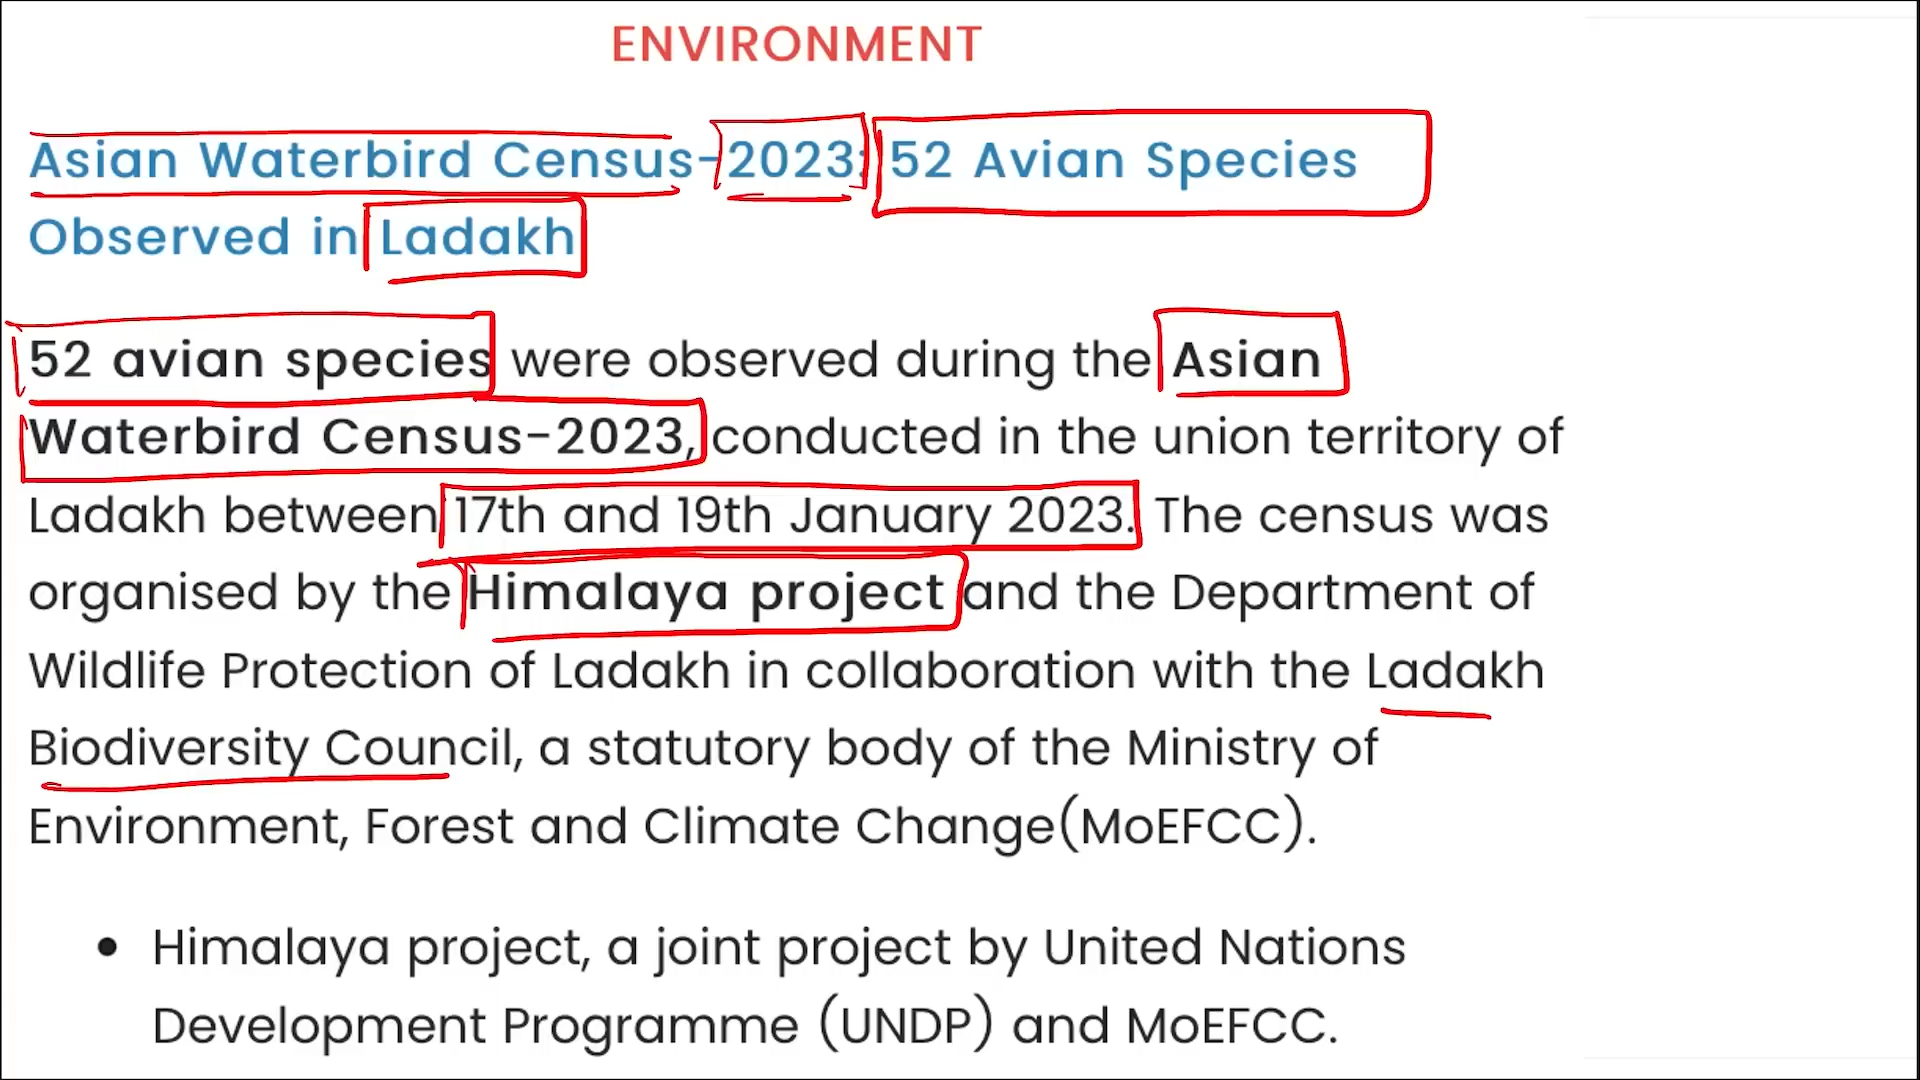 ENVIRONMENT
Asian Waterbird Census-2023: 52 Avian Species
Observed in Ladakh
52 avian species were observed during the Asian
Waterbird Census-2023, conducted in the union territory of
Ladakh between 17th and 19th January 2023. The census was
organised by the Himalaya project and the Department of
Wildlife Protection of Ladakh in collaboration with the Ladakh
Biodiversity Council, a statutory body of the Ministry of
Environment, Forest and Climate Change(MoEFCC).
• Himalaya project, a joint project by United Nations
Development Programme (UNDP) and MoEFCC.